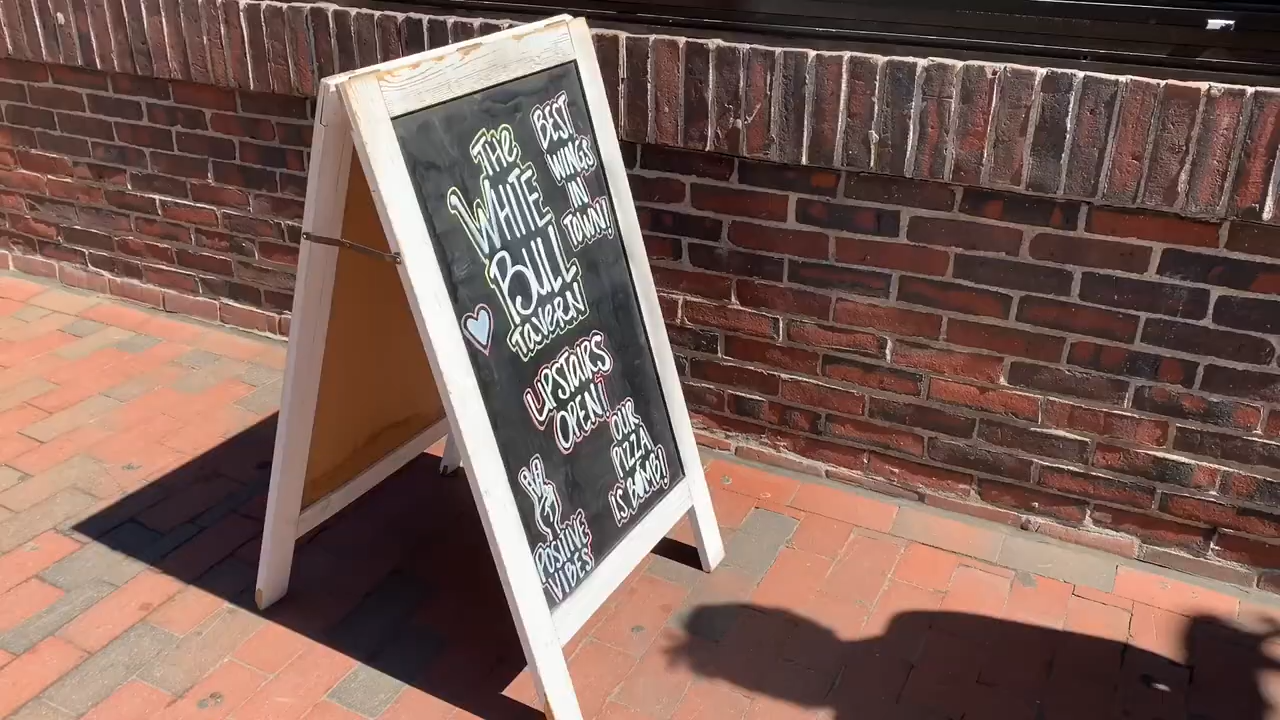 THE
WHITE
BULL
TAVERN
BEST
WINGS
IN
TOWN!
UPSTAIRS
OPEN!
OUR
PIZZA
IS BOMB!
POSITIVE
VIBES